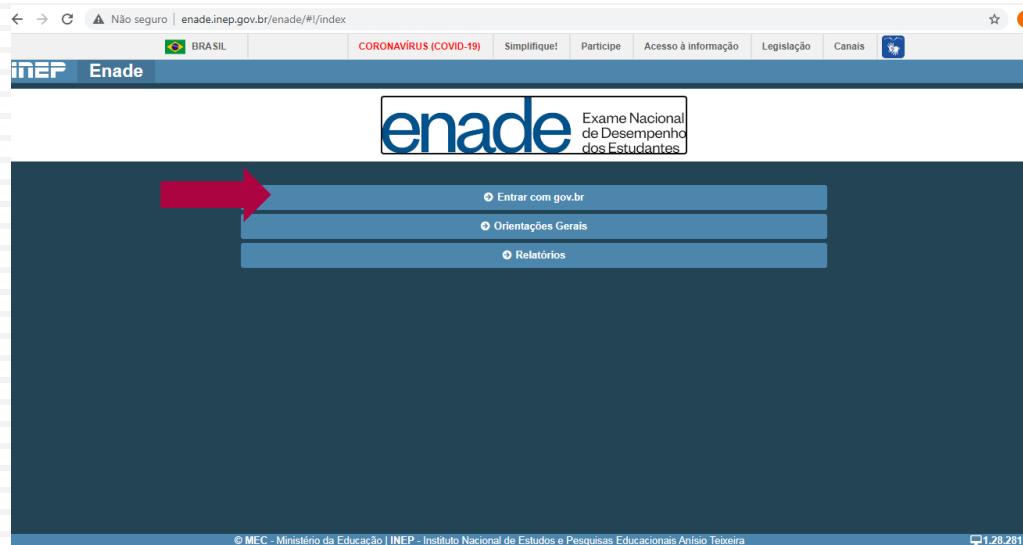 Não seguro | enade.inep.gov.br/enade/#!/index
BRASIL CORONAVÍRUS (COVID-19) Simplifique! Participe Acesso à informação Legislação Canais
inep Enade
enade Exame Nacional
de Desempenho
dos Estudantes
Entrar com gov.br
Orientações Gerais
Relatórios
© MEC - Ministério da Educação | INEP - Instituto Nacional de Estudos e Pesquisas Educacionais Anísio Teixeira 1.28.281